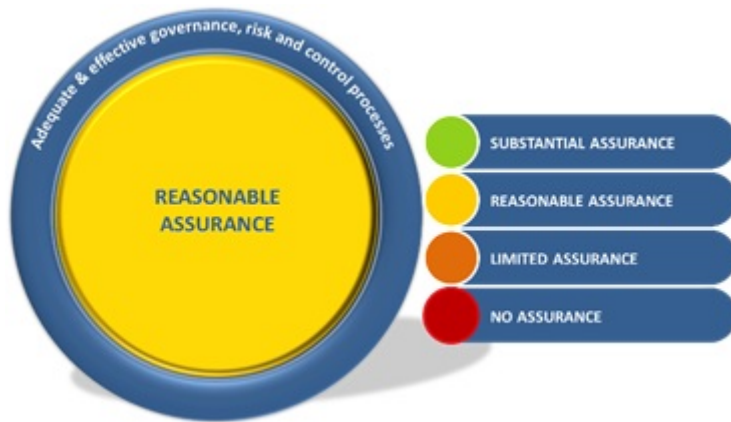 Adequate & effective governance, risk and control processes
REASONABLE
ASSURANCE
SUBSTANTIAL ASSURANCE
REASONABLE ASSURANCE
LIMITED ASSURANCE
NO ASSURANCE